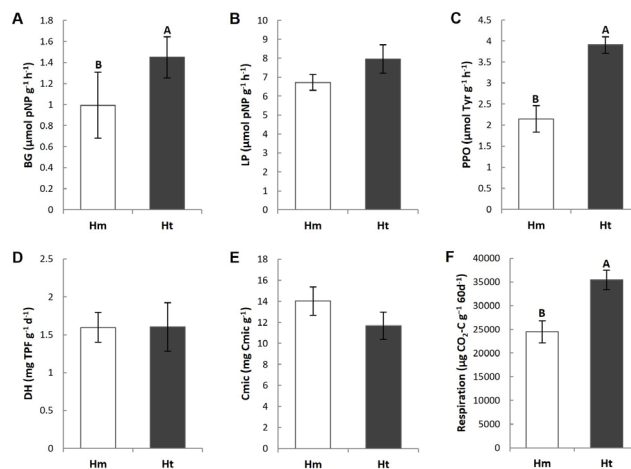 A
BG (µmol pNP g⁻¹ h⁻¹)
1.8
1.6
1.4
1.2
1
0.8
0.6
0.4
0.2
0
B
A
Hm Ht
B
LP (µmol pNP g⁻¹ h⁻¹)
10
9
8
7
6
5
4
3
2
1
0
Hm Ht
C
PPO (µmol Tyr g⁻¹ h⁻¹)
4.5
4
3.5
3
2.5
2
1.5
1
0.5
0
B
A
Hm Ht
D
DH (mg TPF g⁻¹ d⁻¹)
2.5
2
1.5
1
0.5
0
Hm Ht
E
Cmic (mg Cmic g⁻¹)
18
16
14
12
10
8
6
4
2
0
Hm Ht
F
Respiration (µg CO₂-C g⁻¹ 60d⁻¹)
40000
35000
30000
25000
20000
15000
10000
5000
0
B
A
Hm Ht